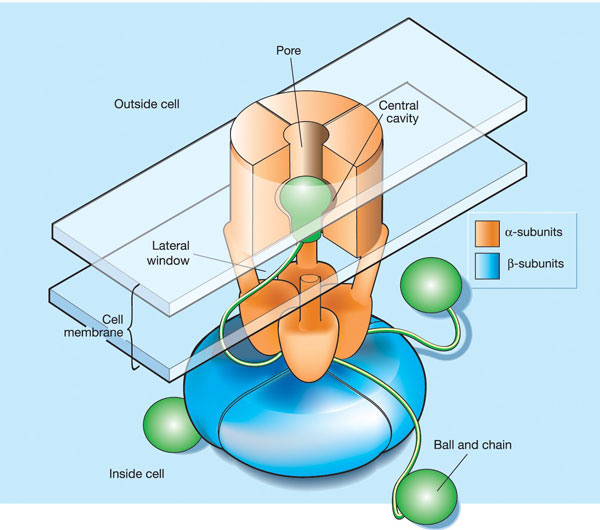 Pore
Outside cell
Central
cavity
α-subunits
β-subunits
Lateral
window
Cell
membrane
Ball and chain
Inside cell